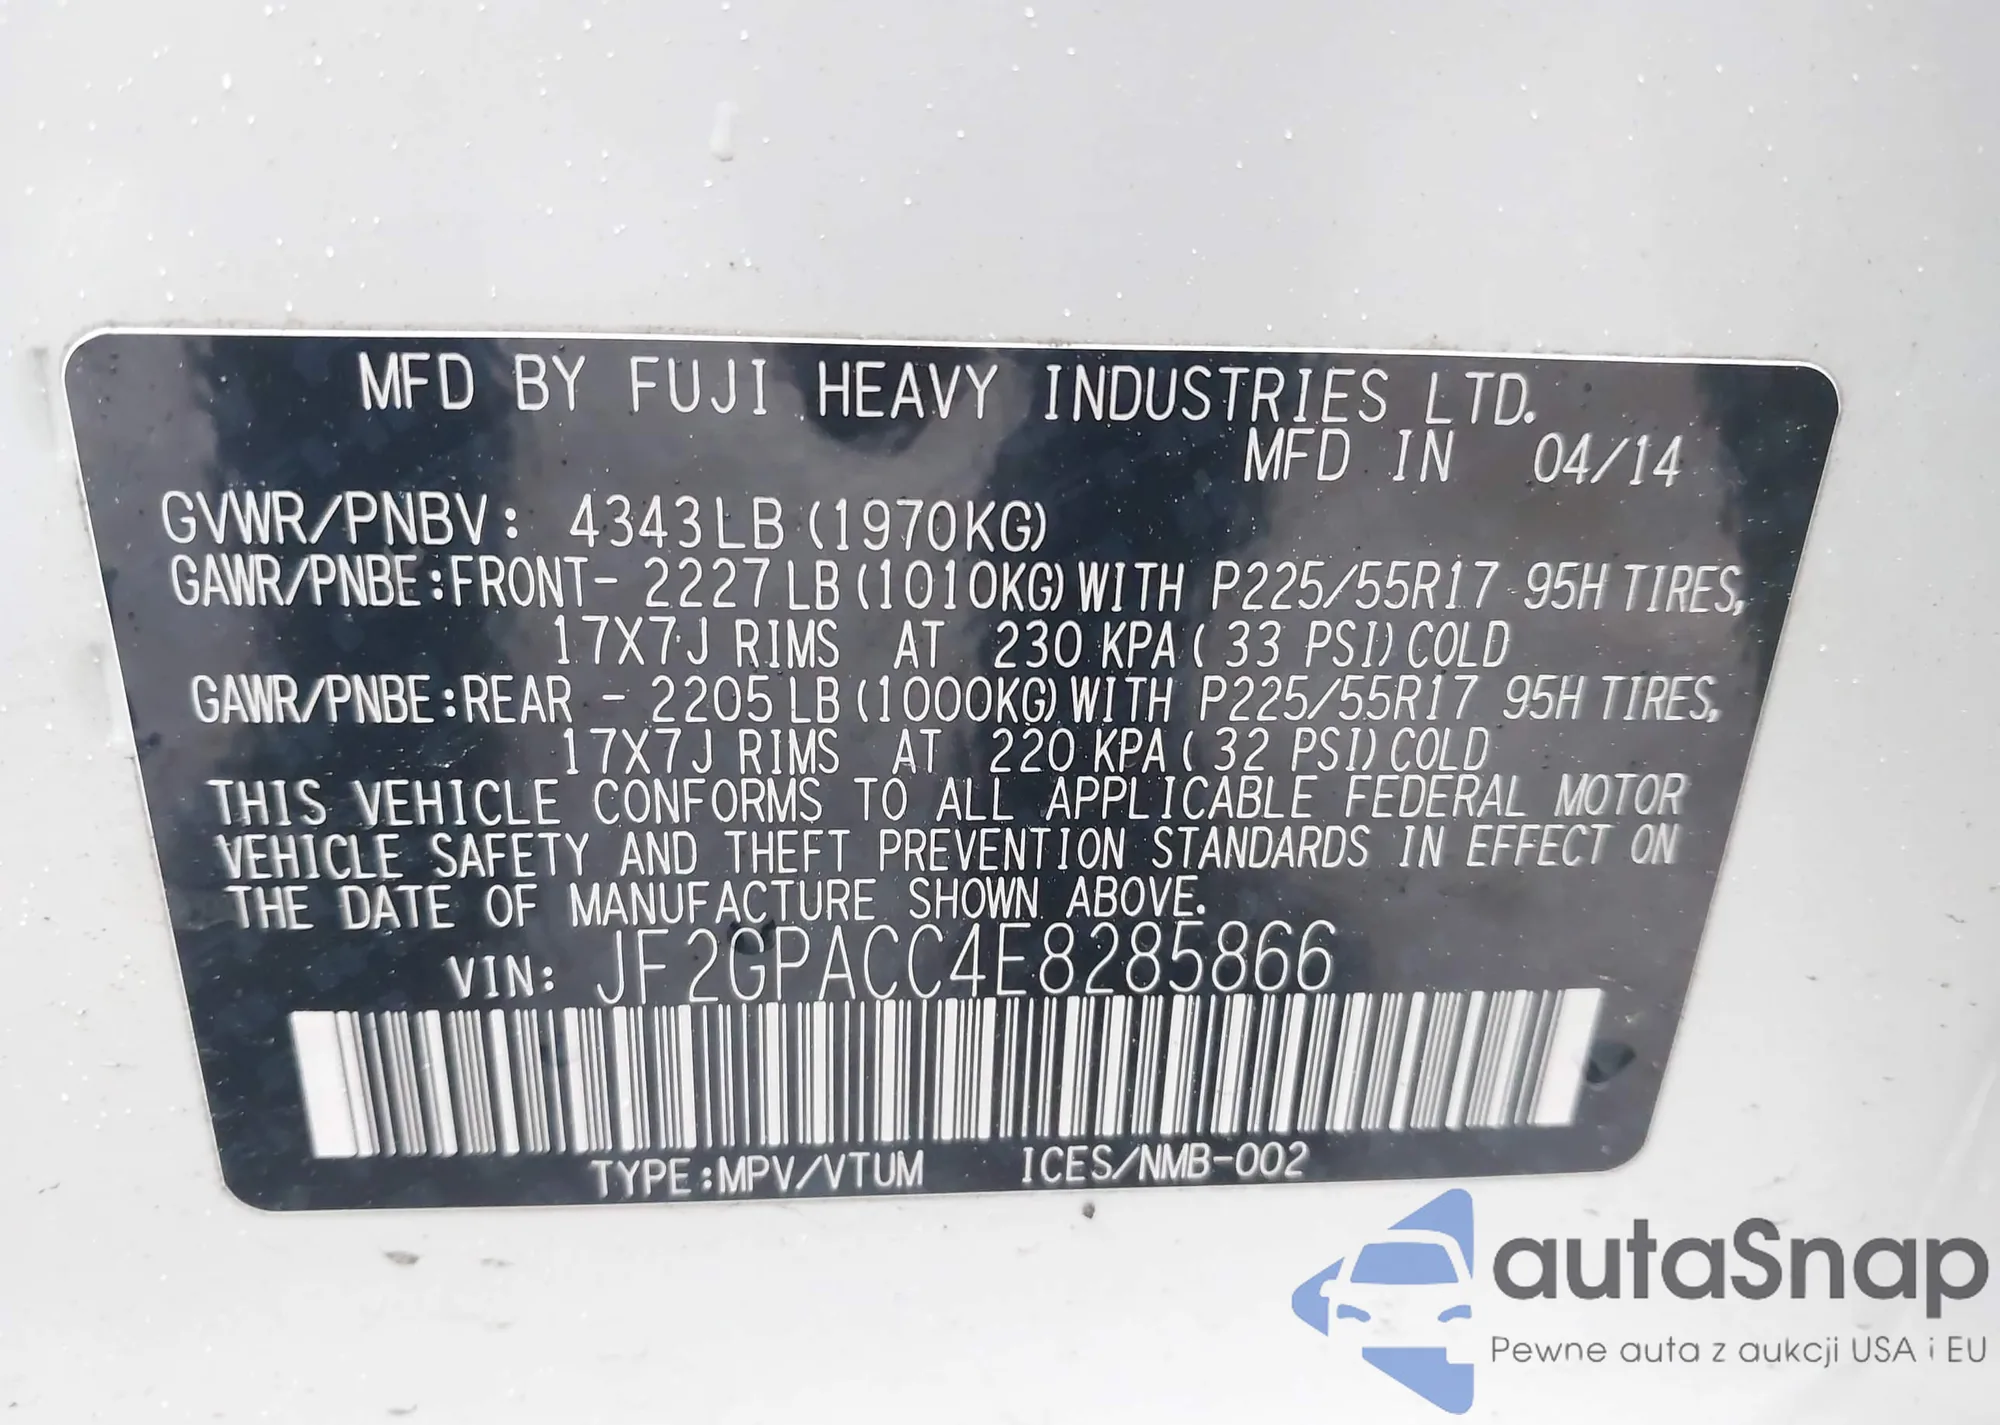 MFD BY FUJI HEAVY INDUSTRIES LTD.
MFD IN 04/14
GVWR/PNBV: 4343LB (1970KG)
GAWR/PNBE:FRONT- 2227LB (1010KG) WITH P225/55R17 95H TIRES,
17X7J RIMS AT 230 KPA ( 33 PSI) COLD
GAWR/PNBE:REAR - 2205LB (1000KG) WITH P225/55R17 95H TIRES,
17X7J RIMS AT 220 KPA ( 32 PSI) COLD
THIS VEHICLE CONFORMS TO ALL APPLICABLE FEDERAL MOTOR
VEHICLE SAFETY AND THEFT PREVENTION STANDARDS IN EFFECT ON
THE DATE OF MANUFACTURE SHOWN ABOVE.
VIN: JF2GPACC4E8285866
TYPE:MPV/VTUM ICES/NMB-002
autaSnap
Pewne auta z aukcji USA i EU